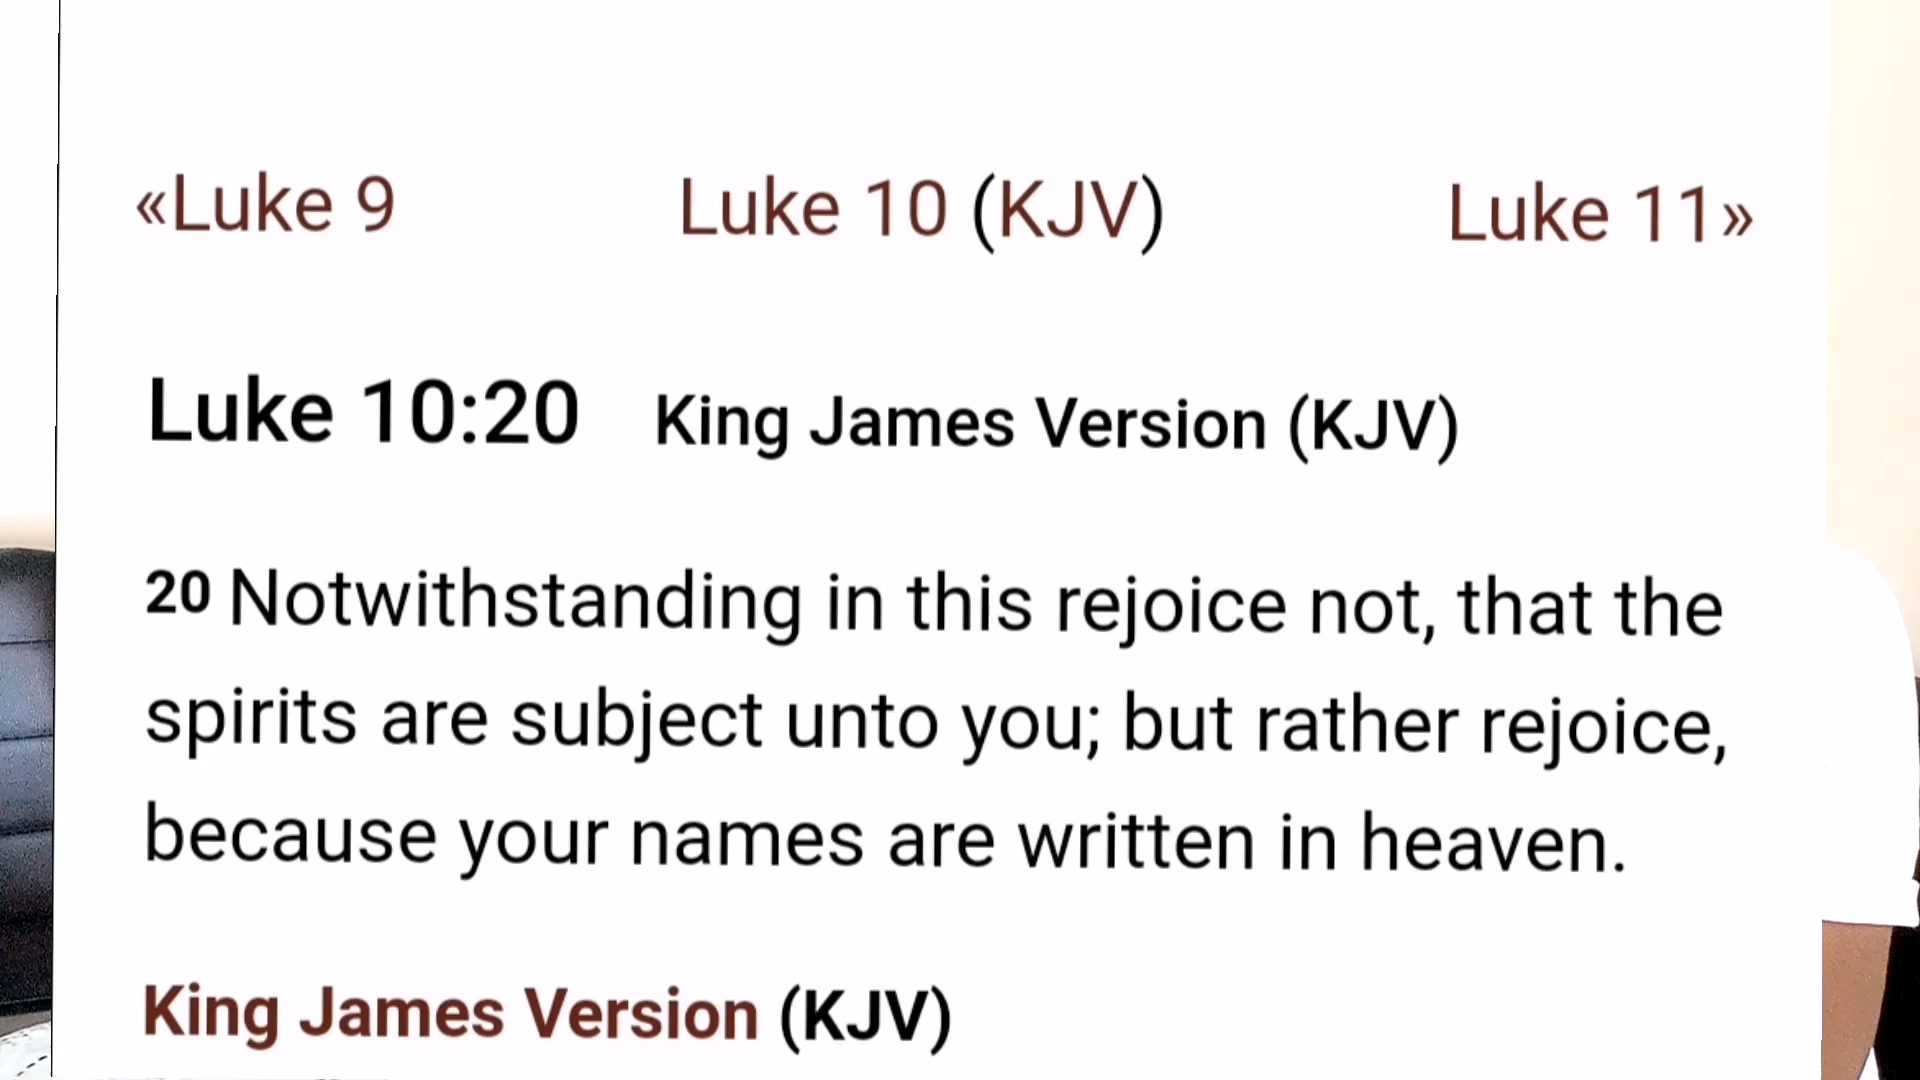 «Luke 9 Luke 10 (KJV) Luke 11»
Luke 10:20 King James Version (KJV)
20 Notwithstanding in this rejoice not, that the
spirits are subject unto you; but rather rejoice,
because your names are written in heaven.
King James Version (KJV)